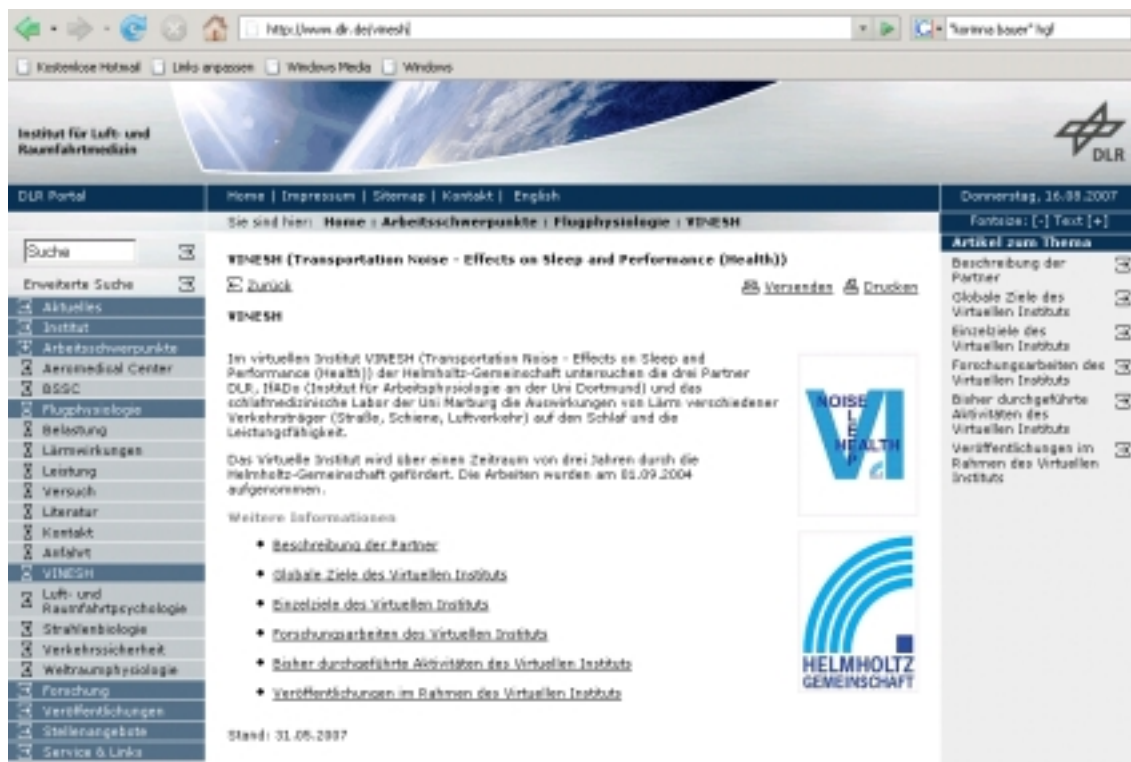 http://www.dlr.de/vinesh
"korinna bauer" hgf
Kostenlose Hotmail Links anpassen Windows Media Windows
Institut für Luft- und
Raumfahrtmedizin
DLR
DLR Portal
Home | Impressum | Sitemap | Kontakt | English
Donnerstag, 16.08.2007
Sie sind hier: Home : Arbeitsschwerpunkte : Flugphysiologie : VINESH
Fontsize: [-] Text [+]
Suche
Erweiterte Suche
Aktuelles
Institut
Arbeitsschwerpunkte
Aeromedical Center
BSSC
Flugphysiologie
Belastung
Lärmwirkungen
Leistung
Versuch
Literatur
Kontakt
Anfahrt
VINESH
Luft- und
Raumfahrtpsychologie
Strahlenbiologie
Verkehrssicherheit
Weltraumphysiologie
Forschung
Veröffentlichungen
Stellenangebote
Service & Links
VINESH (Transportation Noise - Effects on Sleep and Performance (Health))
Zurück Versenden Drucken
VINESH
Im virtuellen Institut VINESH (Transportation Noise - Effects on Sleep and
Performance (Health)) der Helmholtz-Gemeinschaft untersuchen die drei Partner
DLR, IfADo (Institut für Arbeitsphysiologie an der Uni Dortmund) und das
schlafmedizinische Labor der Uni Marburg die Auswirkungen von Lärm verschiedener
Verkehrsträger (Straße, Schiene, Luftverkehr) auf den Schlaf und die
Leistungsfähigkeit.
Das Virtuelle Institut wird über einen Zeitraum von drei Jahren durch die
Helmholtz-Gemeinschaft gefördert. Die Arbeiten wurden am 01.09.2004
aufgenommen.
Weitere Informationen
Beschreibung der Partner
Globale Ziele des Virtuellen Instituts
Einzelziele des Virtuellen Instituts
Forschungsarbeiten des Virtuellen Instituts
Bisher durchgeführte Aktivitäten des Virtuellen Instituts
Veröffentlichungen im Rahmen des Virtuellen Instituts
Stand: 31.05.2007
NOISE
SLEEP
HEALTH
VI
HELMHOLTZ
GEMEINSCHAFT
Artikel zum Thema
Beschreibung der
Partner
Globale Ziele des
Virtuellen Instituts
Einzelziele des
Virtuellen Instituts
Forschungsarbeiten des
Virtuellen Instituts
Bisher durchgeführte
Aktivitäten des
Virtuellen Instituts
Veröffentlichungen im
Rahmen des Virtuellen
Instituts